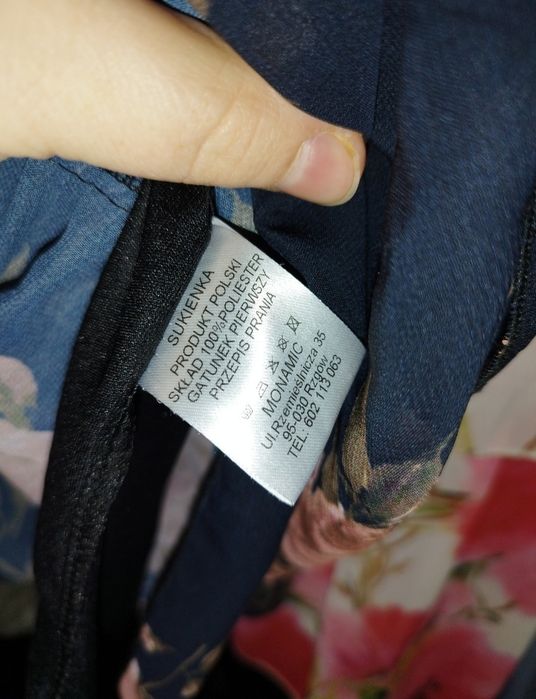 SUKIENKA
PRODUKT POLSKI
SKŁAD 100%POLIESTER
GATUNEK PIERWSZY
PRZEPIS PRANIA
MONAMIC
Ul.Rzemieślnicza 35
95-030 Rzgów
TEL: 602 113 063